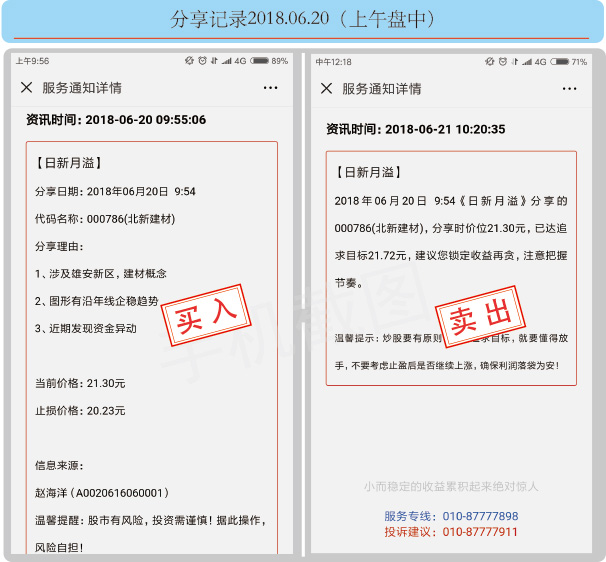 分享记录2018.06.20（上午盘中）
上午9:56
4G
89%
服务通知详情
资讯时间: 2018-06-20 09:55:06
【日新月溢】
分享日期: 2018年06月20日 9:54
代码名称: 000786(北新建材)
分享理由:
1、涉及雄安新区, 建材概念
2、图形有沿年线企稳趋势
3、近期发现资金异动
买入
当前价格: 21.30元
止损价格: 20.23元
信息来源:
赵海洋（A0020616060001）
温馨提醒: 股市有风险, 投资需谨慎! 据此操作,
风险自担!
中午12:18
4G
71%
服务通知详情
资讯时间: 2018-06-21 10:20:35
【日新月溢】
2018年06月20日 9:54《日新月溢》分享的
000786(北新建材), 分享时价位21.30元, 已达追
求目标21.72元, 建议您锁定收益再贪, 注意把握
节奏。
卖出
温馨提示: 炒股要有原则
求目标, 就要懂得放
手, 不要考虑止盈后是否继续上涨, 确保利润落袋为安!
小而稳定的收益累积起来绝对惊人
服务专线: 010-87777898
投诉建议: 010-87777911
手机截图